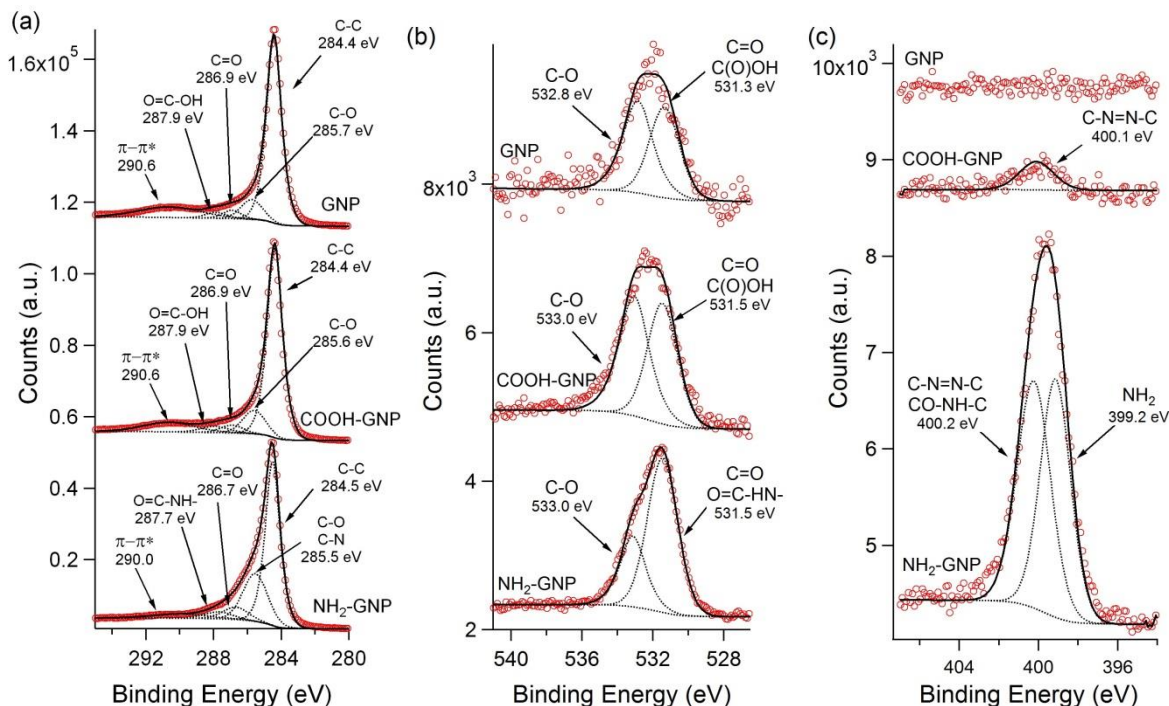 (a)
Counts (a.u.)
1.6x10⁵
1.4
1.2
1.0
0.8
0.6
0.4
0.2
C-C
284.4 eV
C=O
286.9 eV
O=C-OH
287.9 eV
C-O
285.7 eV
π–π*
290.6
GNP
C-C
284.4 eV
C=O
286.9 eV
O=C-OH
287.9 eV
C-O
285.6 eV
π–π*
290.6
COOH-GNP
C-C
284.5 eV
C=O
286.7 eV
O=C-NH-
287.7 eV
C-O
C-N
285.5 eV
π–π*
290.0
NH₂-GNP
292
288
284
280
Binding Energy (eV)
(b)
Counts (a.u.)
8x10³
6
4
2
C=O
C(O)OH
531.3 eV
C-O
532.8 eV
GNP
C=O
C(O)OH
531.5 eV
C-O
533.0 eV
COOH-GNP
C-O
533.0 eV
C=O
O=C-HN-
531.5 eV
NH₂-GNP
540
536
532
528
Binding Energy (eV)
(c)
Counts (a.u.)
10x10³
9
8
7
6
5
GNP
C-N=N-C
400.1 eV
COOH-GNP
C-N=N-C
CO-NH-C
400.2 eV
NH₂
399.2 eV
NH₂-GNP
404
400
396
Binding Energy (eV)